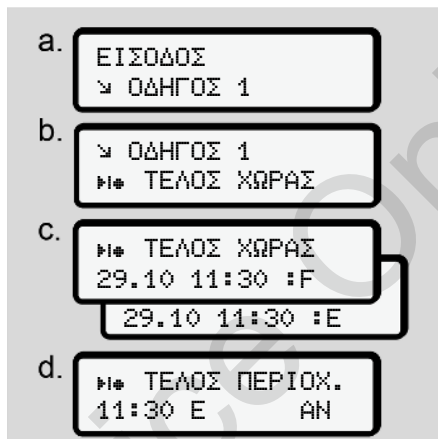 a.
ΕΙΣΟΔΟΣ
↘ ΟΔΗΓΟΣ 1
b.
↘ ΟΔΗΓΟΣ 1
ΤΕΛΟΣ ΧΩΡΑΣ
c.
ΤΕΛΟΣ ΧΩΡΑΣ
29.10 11:30 :F
29.10 11:30 :E
d.
ΤΕΛΟΣ ΠΕΡΙΟΧ.
11:30 E AN